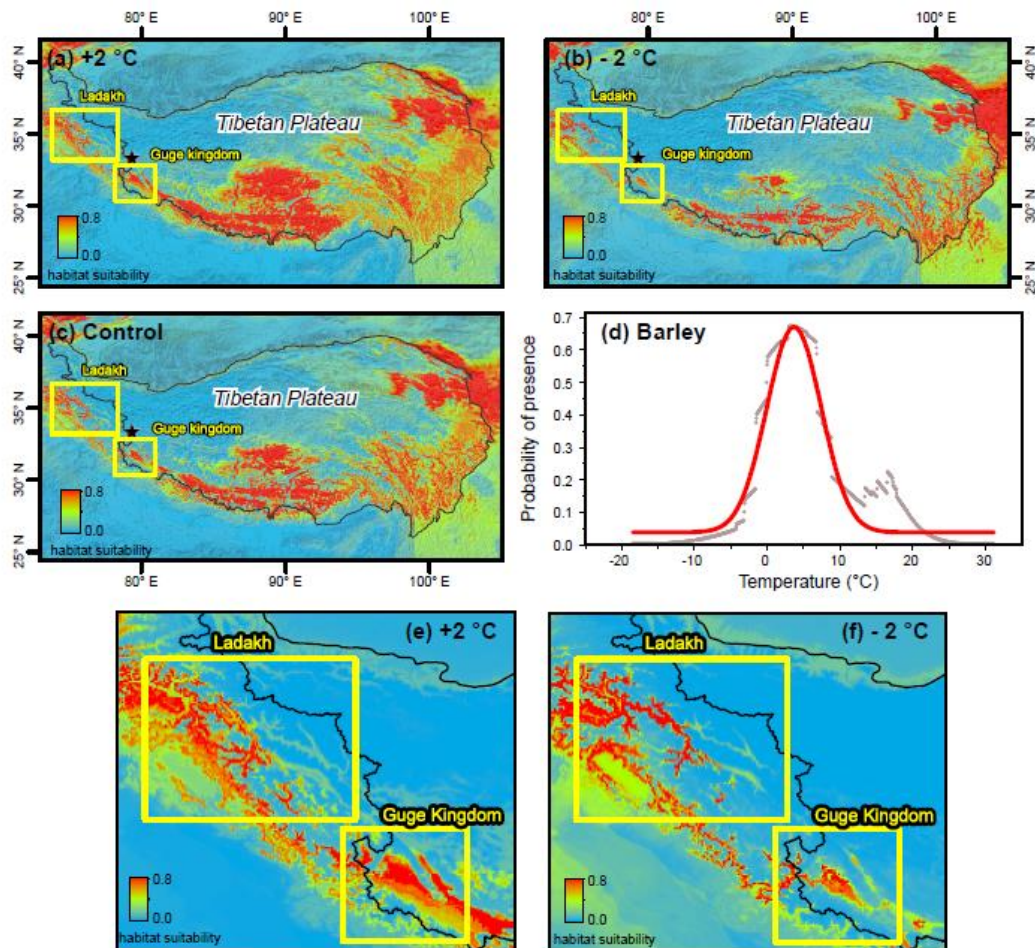 80° E 90° E 100° E 80° E 90° E 100° E
40° N
35° N
30° N
25° N
(a) +2 °C
Ladakh
Tibetan Plateau
Guge kingdom
0.8
0.0
habitat suitability
(b) - 2 °C
Ladakh
Tibetan Plateau
Guge kingdom
0.8
0.0
habitat suitability
40° N
35° N
30° N
25° N
40° N
35° N
30° N
25° N
(c) Control
Ladakh
Tibetan Plateau
Guge kingdom
0.8
0.0
habitat suitability
80° E 90° E 100° E
(d) Barley
Probability of presence
0.7
0.6
0.5
0.4
0.3
0.2
0.1
0.0
-20 -10 0 10 20 30
Temperature (°C)
(e) +2 °C
Ladakh
Guge Kingdom
0.8
0.0
habitat suitability
(f) - 2 °C
Ladakh
Guge Kingdom
0.8
0.0
habitat suitability